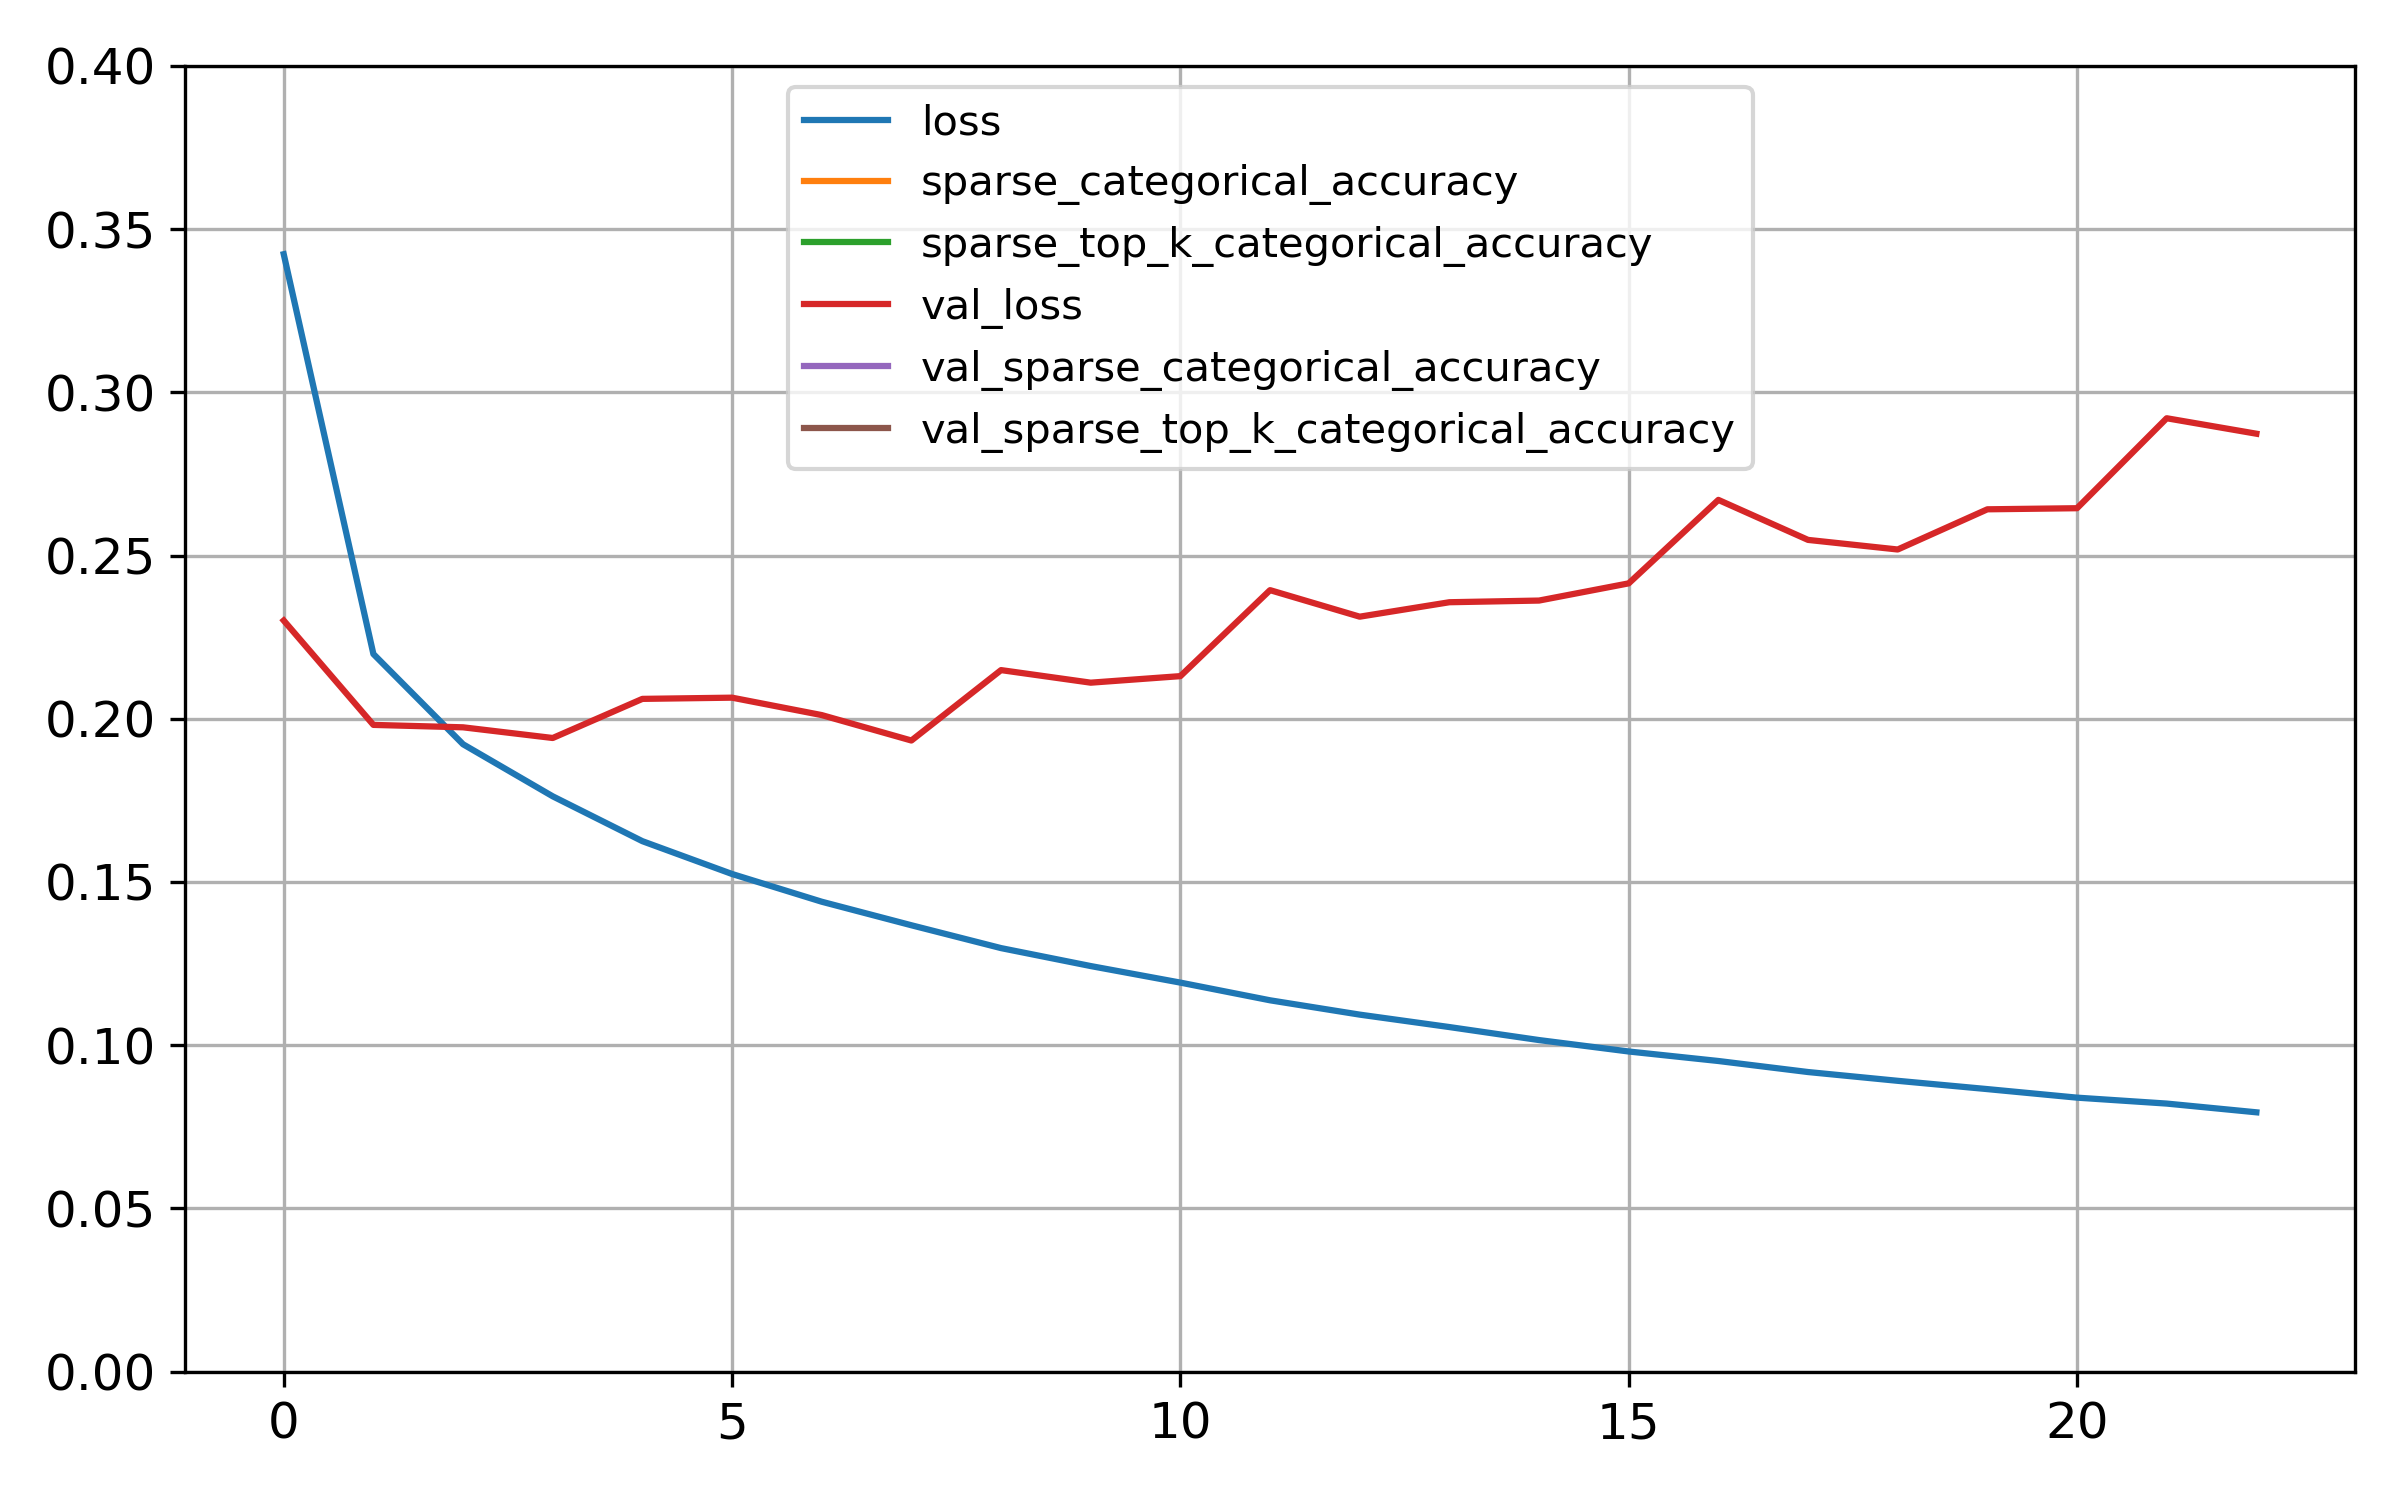 0.40
0.35
0.30
0.25
0.20
0.15
0.10
0.05
0.00
loss
sparse_categorical_accuracy
sparse_top_k_categorical_accuracy
val_loss
val_sparse_categorical_accuracy
val_sparse_top_k_categorical_accuracy
0 5 10 15 20